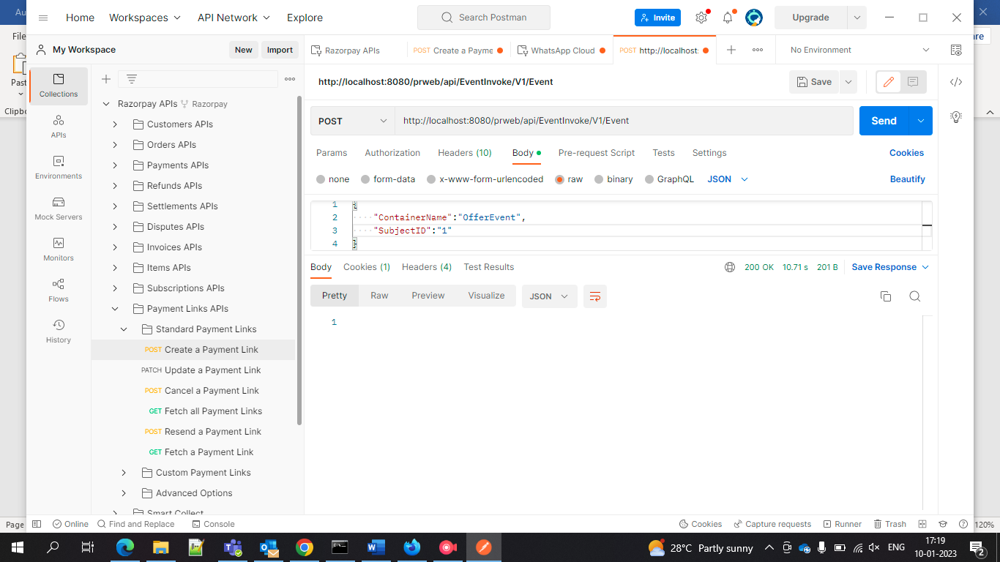 Au
Home Workspaces API Network Explore Search Postman Invite Upgrade
File
re
My Workspace New Import
Razorpay APIs POST Create a Payme WhatsApp Cloud POST http://localhost: No Environment
Past
Clipbo
Collections
APIs
Environments
Mock Servers
Monitors
Flows
History
Razorpay APIs Razorpay
Customers APIs
Orders APIs
Payments APIs
Refunds APIs
Settlements APIs
Disputes APIs
Invoices APIs
Items APIs
Subscriptions APIs
Payment Links APIs
Standard Payment Links
POST Create a Payment Link
PATCH Update a Payment Link
POST Cancel a Payment Link
GET Fetch all Payment Links
POST Resend a Payment Link
GET Fetch a Payment Link
Custom Payment Links
Advanced Options
Smart Collect
http://localhost:8080/prweb/api/EventInvoke/V1/Event Save
POST http://localhost:8080/prweb/api/EventInvoke/V1/Event Send
Params Authorization Headers (10) Body Pre-request Script Tests Settings Cookies
none form-data x-www-form-urlencoded raw binary GraphQL JSON Beautify
1 {
2 "ContainerName":"OfferEvent",
3 "SubjectID":"1"
4 }
Body Cookies (1) Headers (4) Test Results 200 OK 10.71 s 201 B Save Response
Pretty Raw Preview Visualize JSON
1
Page Online Find and Replace Console Cookies Capture requests Runner Trash 120%
28°C Partly sunny ENG 17:19
10-01-2023 2